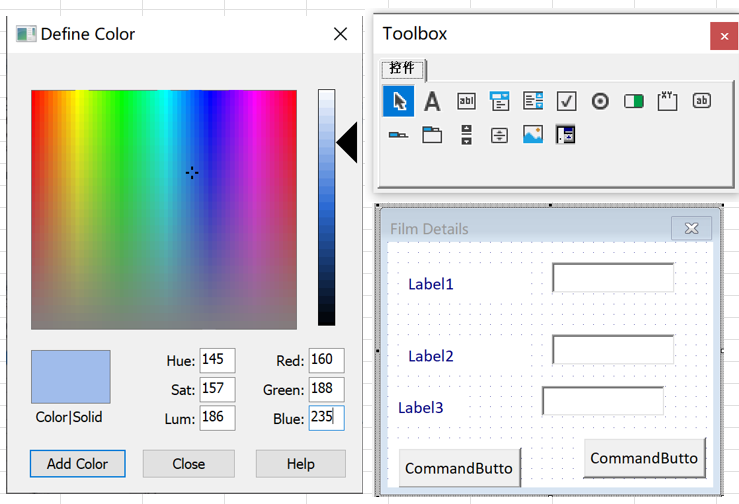 Define Color
Hue: 145
Red: 160
Sat: 157
Green: 188
Lum: 186
Blue: 235
Color|Solid
Add Color
Close
Help
Toolbox
控件
A
abl
XY
ab
Film Details
Label1
Label2
Label3
CommandButto
CommandButto